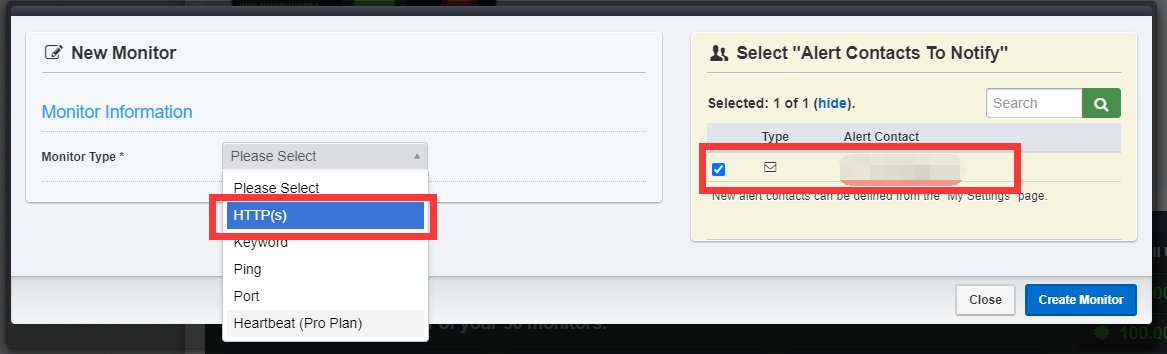 New Monitor
Monitor Information
Monitor Type *
Please Select
Please Select
HTTP(s)
Keyword
Ping
Port
Heartbeat (Pro Plan)
Select "Alert Contacts To Notify"
Selected: 1 of 1 (hide).
Search
Type Alert Contact
New alert contacts can be defined from the "My Settings" page.
Close
Create Monitor
of your 50 monitors.
100.00